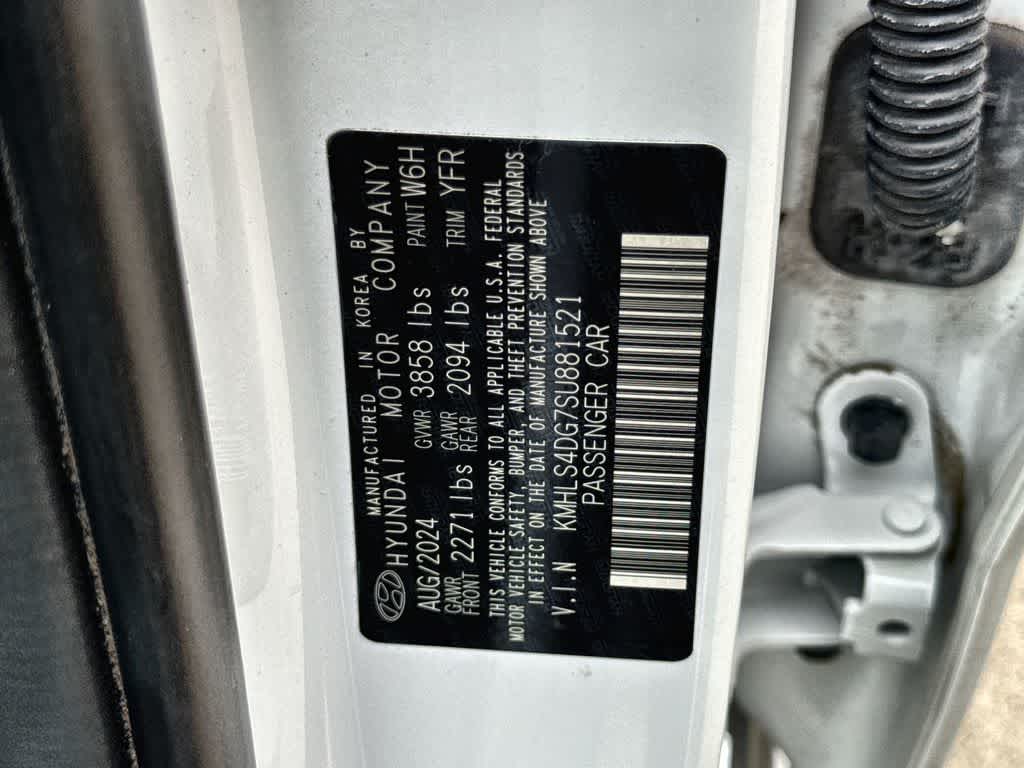 MANUFACTURED IN KOREA BY
HYUNDAI MOTOR COMPANY
AUG/2024 GVWR 3858 lbs PAINT W6H
GAWR FRONT 2271 lbs GAWR REAR 2094 lbs TRIM YFR
THIS VEHICLE CONFORMS TO ALL APPLICABLE U.S.A. FEDERAL
MOTOR VEHICLE SAFETY, BUMPER, AND THEFT PREVENTION STANDARDS
IN EFFECT ON THE DATE OF MANUFACTURE SHOWN ABOVE
V.I.N KMHLS4DG7SU881521
PASSENGER CAR